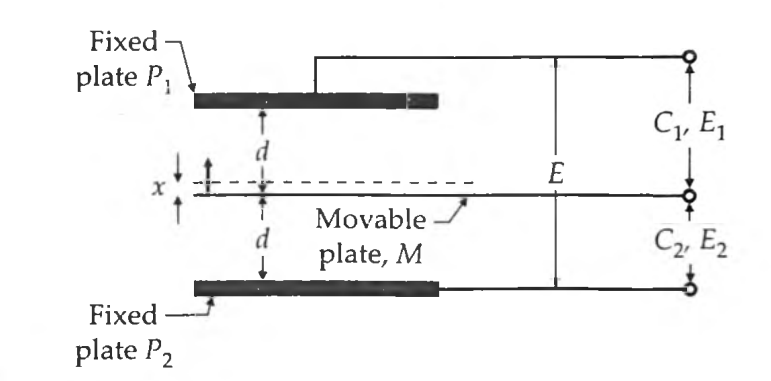 Fixed
plate P₁
d
C₁, E₁
x
E
Movable
plate, M
d
C₂, E₂
Fixed
plate P₂